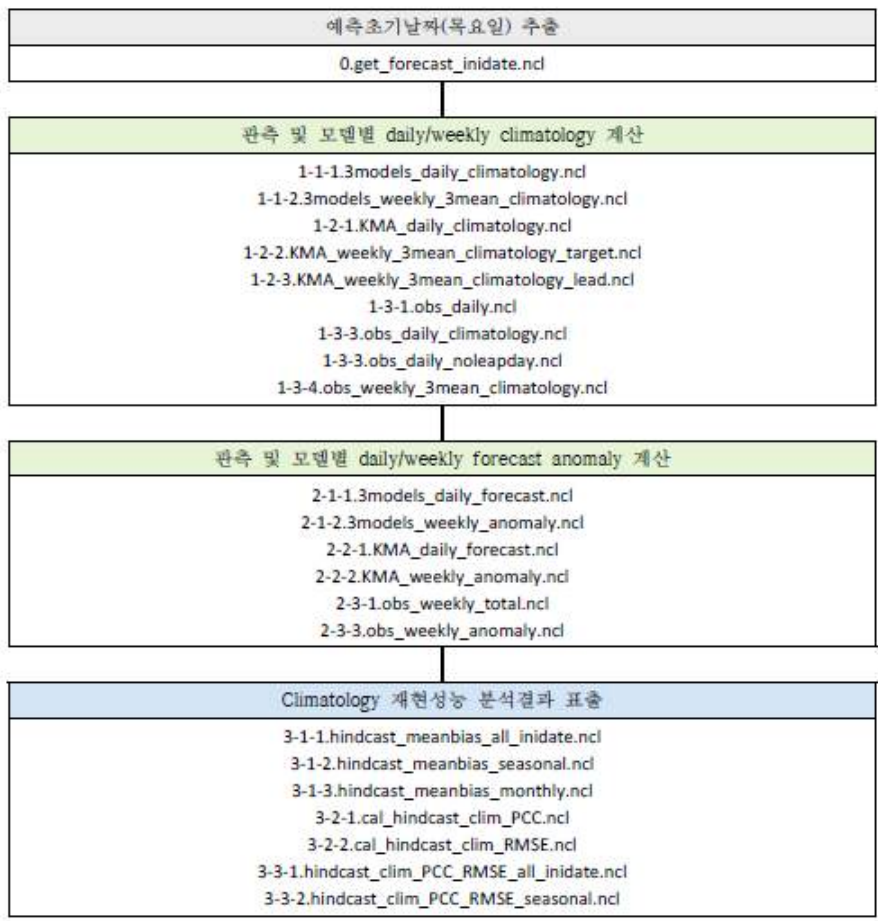 예측초기날짜(목요일) 추출
0.get_forecast_inidate.ncl
관측 및 모델별 daily/weekly climatology 계산
1-1-1.3models_daily_climatology.ncl
1-1-2.3models_weekly_3mean_climatology.ncl
1-2-1.KMA_daily_climatology.ncl
1-2-2.KMA_weekly_3mean_climatology_target.ncl
1-2-3.KMA_weekly_3mean_climatology_lead.ncl
1-3-1.obs_daily.ncl
1-3-3.obs_daily_climatology.ncl
1-3-3.obs_daily_noleapday.ncl
1-3-4.obs_weekly_3mean_climatology.ncl
관측 및 모델별 daily/weekly forecast anomaly 계산
2-1-1.3models_daily_forecast.ncl
2-1-2.3models_weekly_anomaly.ncl
2-2-1.KMA_daily_forecast.ncl
2-2-2.KMA_weekly_anomaly.ncl
2-3-1.obs_weekly_total.ncl
2-3-3.obs_weekly_anomaly.ncl
Climatology 재현성능 분석결과 표출
3-1-1.hindcast_meanbias_all_inidate.ncl
3-1-2.hindcast_meanbias_seasonal.ncl
3-1-3.hindcast_meanbias_monthly.ncl
3-2-1.cal_hindcast_clim_PCC.ncl
3-2-2.cal_hindcast_clim_RMSE.ncl
3-3-1.hindcast_clim_PCC_RMSE_all_inidate.ncl
3-3-2.hindcast_clim_PCC_RMSE_seasonal.ncl